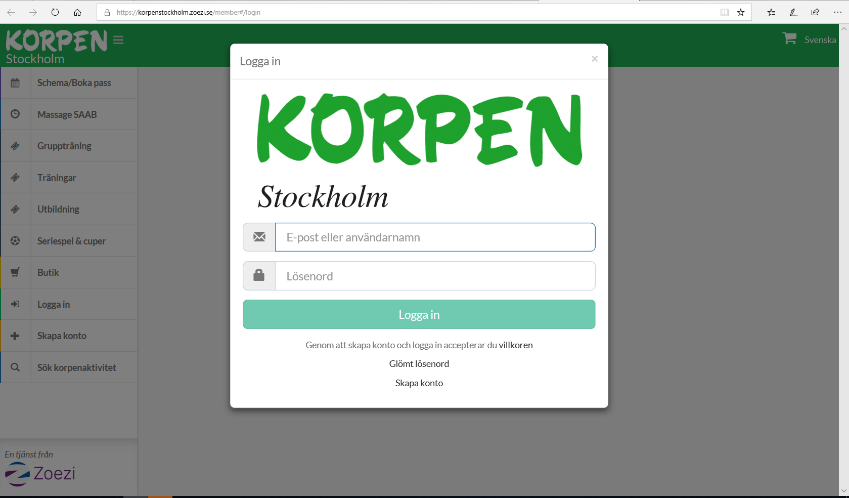 https://korpenstockholm.zoezi.se/member#/login
KORPEN
Stockholm
Svenska
Schema/Boka pass
Massage SAAB
Gruppträning
Träningar
Utbildning
Seriespel & cuper
Butik
Logga in
Skapa konto
Sök korpenaktivitet
En tjänst från
Zoezi
Logga in
×
KORPEN
Stockholm
E-post eller användarnamn
Lösenord
Logga in
Genom att skapa konto och logga in accepterar du villkoren
Glömt lösenord
Skapa konto